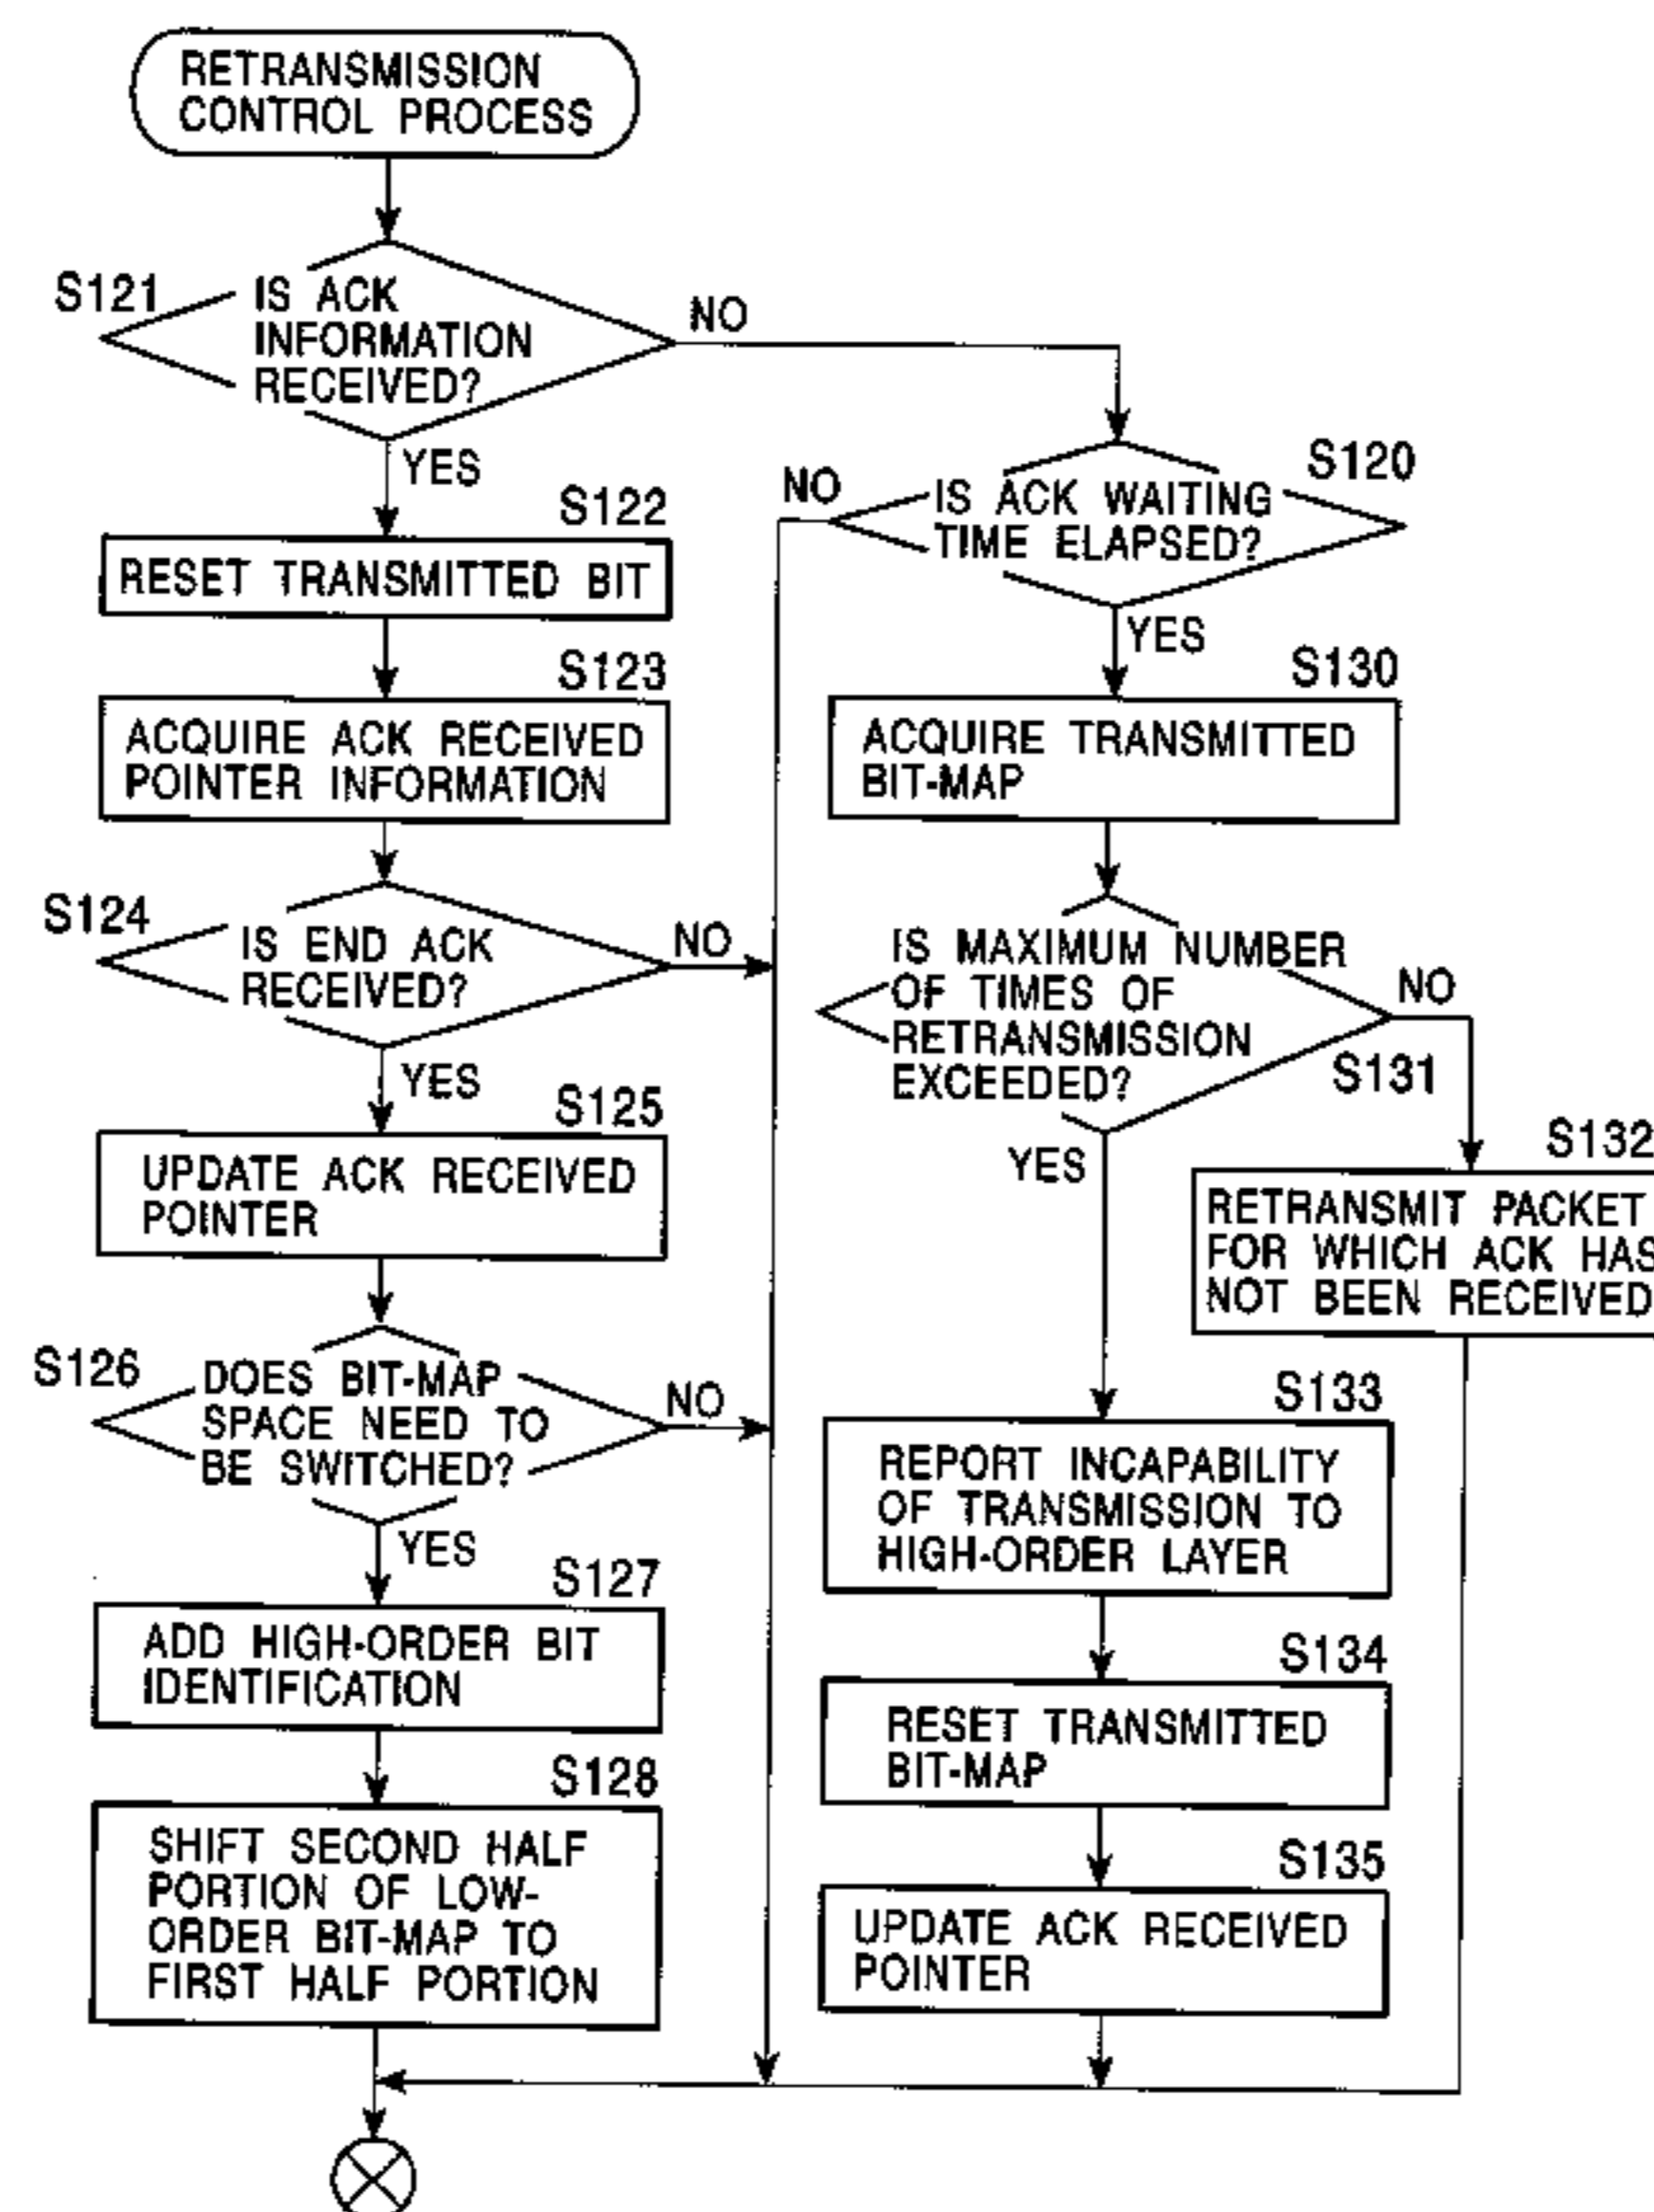 RETRANSMISSION
CONTROL PROCESS
S121
IS ACK
INFORMATION
RECEIVED?
NO
YES
S122
RESET TRANSMITTED BIT
S123
ACQUIRE ACK RECEIVED
POINTER INFORMATION
S124
IS END ACK
RECEIVED?
NO
YES
S125
UPDATE ACK RECEIVED
POINTER
S126
DOES BIT-MAP
SPACE NEED TO
BE SWITCHED?
NO
YES
S127
ADD HIGH-ORDER BIT
IDENTIFICATION
S128
SHIFT SECOND HALF
PORTION OF LOW-
ORDER BIT-MAP TO
FIRST HALF PORTION
S120
NO
IS ACK WAITING
TIME ELAPSED?
YES
S130
ACQUIRE TRANSMITTED
BIT-MAP
IS MAXIMUM NUMBER
OF TIMES OF
RETRANSMISSION
EXCEEDED?
NO
S131
YES
S132
RETRANSMIT PACKET
FOR WHICH ACK HAS
NOT BEEN RECEIVED
S133
REPORT INCAPABILITY
OF TRANSMISSION TO
HIGH-ORDER LAYER
S134
RESET TRANSMITTED
BIT-MAP
S135
UPDATE ACK RECEIVED
POINTER